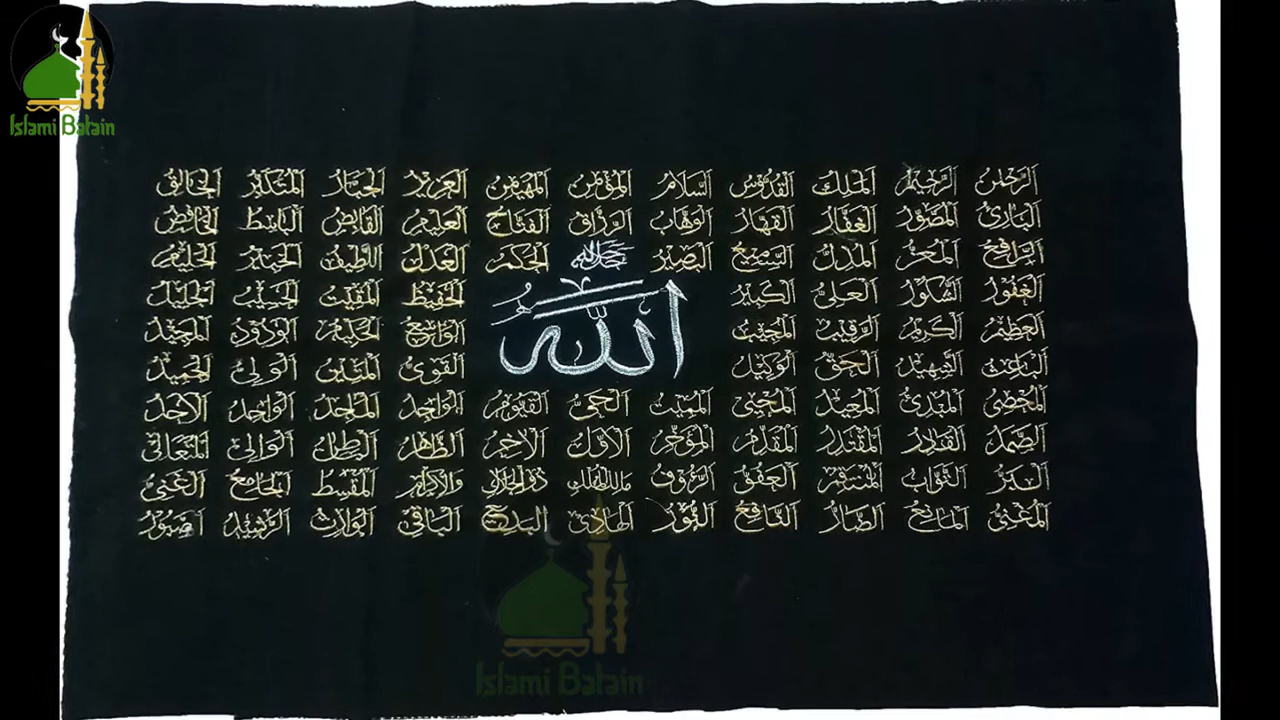 Islami Batain
الرحمن الرحيم الملك القدوس السلام المؤمن المهيمن العزيز الجبار المتكبر الخالق
البارئ المصور الغفار القهار الوهاب الرزاق الفتاح العليم القابض الباسط الخافض
الرافع المعز المذل السميع البصير جل جلاله الحكم العدل اللطيف الخبير الحليم
الغفور الشكور العلي الكبير الحفيظ المقيت الحسيب الجليل
الله
العظيم الكريم الرقيب المجيب الواسع الحكيم الودود المجيد
الباعث الشهيد الحق الوكيل القوي المتين الولي الحميد
المحصي المبدئ المعيد المحيي المميت الحي القيوم الواجد الماجد الواحد الأحد
الصمد القادر المقتدر المقدم المؤخر الأول الآخر الظاهر الباطن الوالي المتعالي
البر التواب المنتقم العفو الرءوف مالك الملك ذو الجلال والإكرام المقسط الجامع الغني
المغني المانع الضار النافع النور الهادي البديع الباقي الوارث الرشيد الصبور
Islami Batain